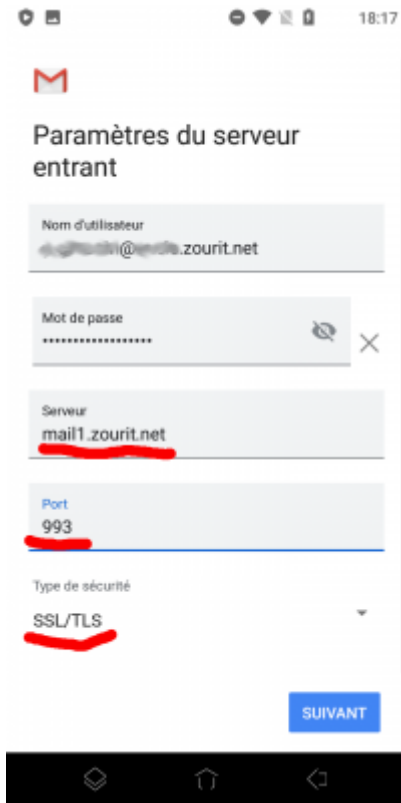 18:17
Paramètres du serveur
entrant
Nom d'utilisateur
.zourit.net
Mot de passe
••••••••••••••••••
Serveur
mail1.zourit.net
Port
993
Type de sécurité
SSL/TLS
SUIVANT